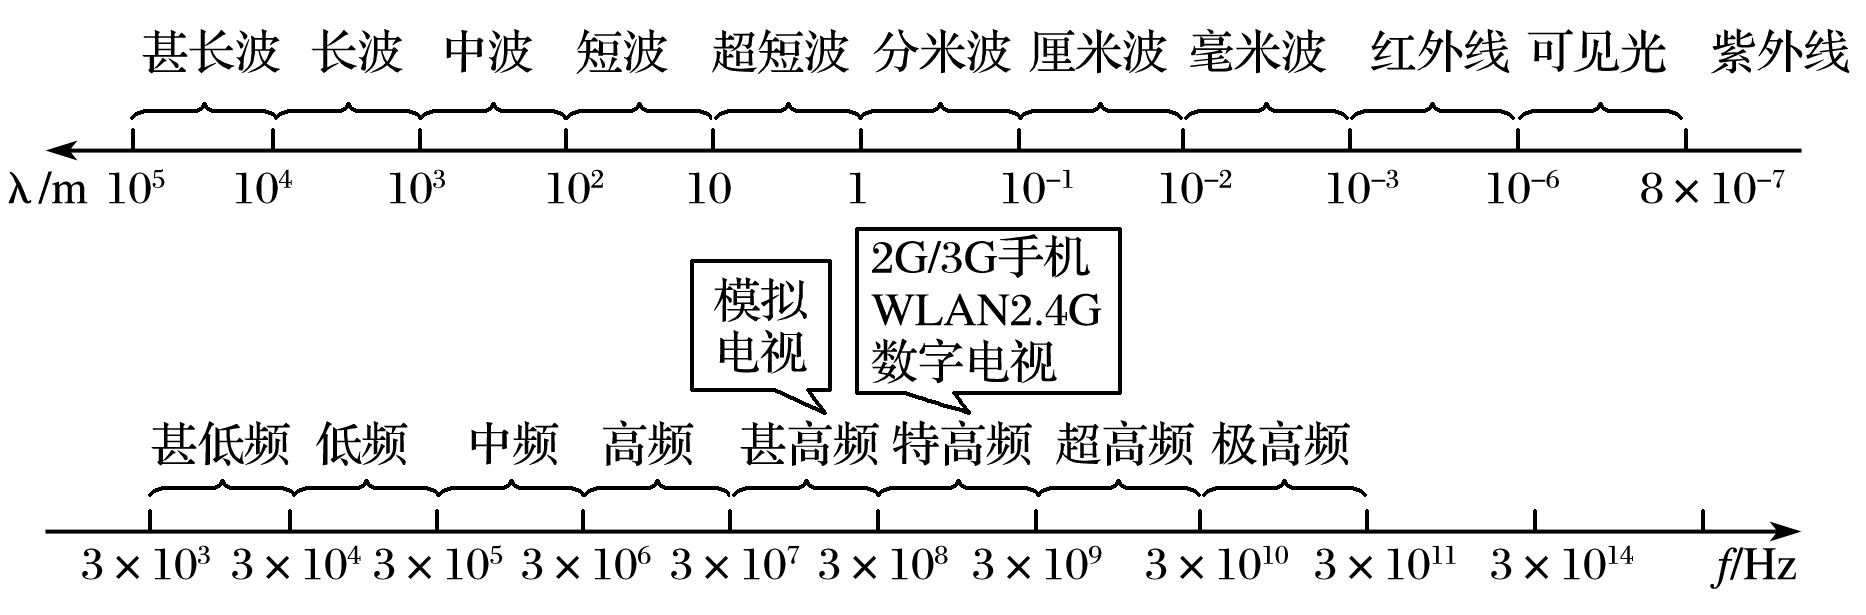 甚长波 长波 中波 短波 超短波 分米波 厘米波 毫米波 红外线 可见光 紫外线
λ/m 10⁵ 10⁴ 10³ 10² 10 1 10⁻¹ 10⁻² 10⁻³ 10⁻⁶ 8×10⁻⁷
模拟
电视
2G/3G手机
WLAN2.4G
数字电视
甚低频 低频 中频 高频 甚高频 特高频 超高频 极高频
3×10³ 3×10⁴ 3×10⁵ 3×10⁶ 3×10⁷ 3×10⁸ 3×10⁹ 3×10¹⁰ 3×10¹¹ 3×10¹⁴ f/Hz